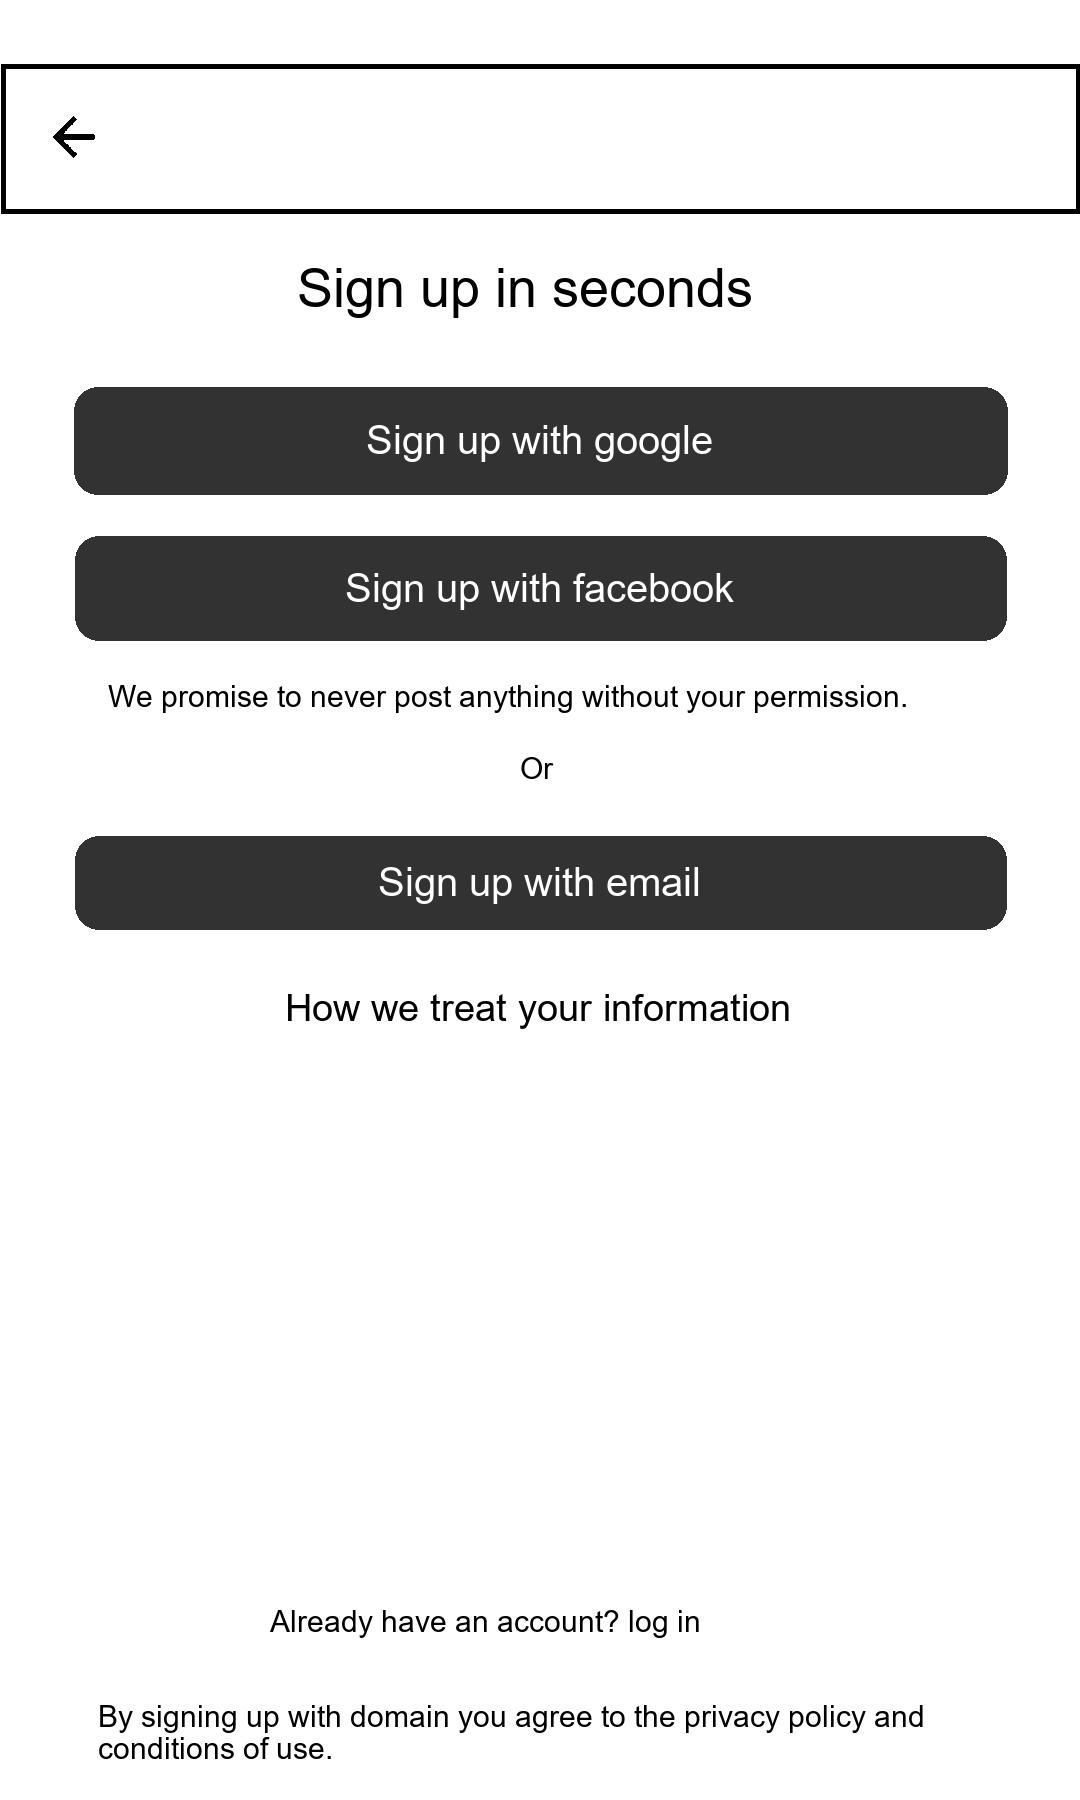 Sign up in seconds
Sign up with google
Sign up with facebook
We promise to never post anything without your permission.
Or
Sign up with email
How we treat your information
Already have an account? log in
By signing up with domain you agree to the privacy policy and
conditions of use.